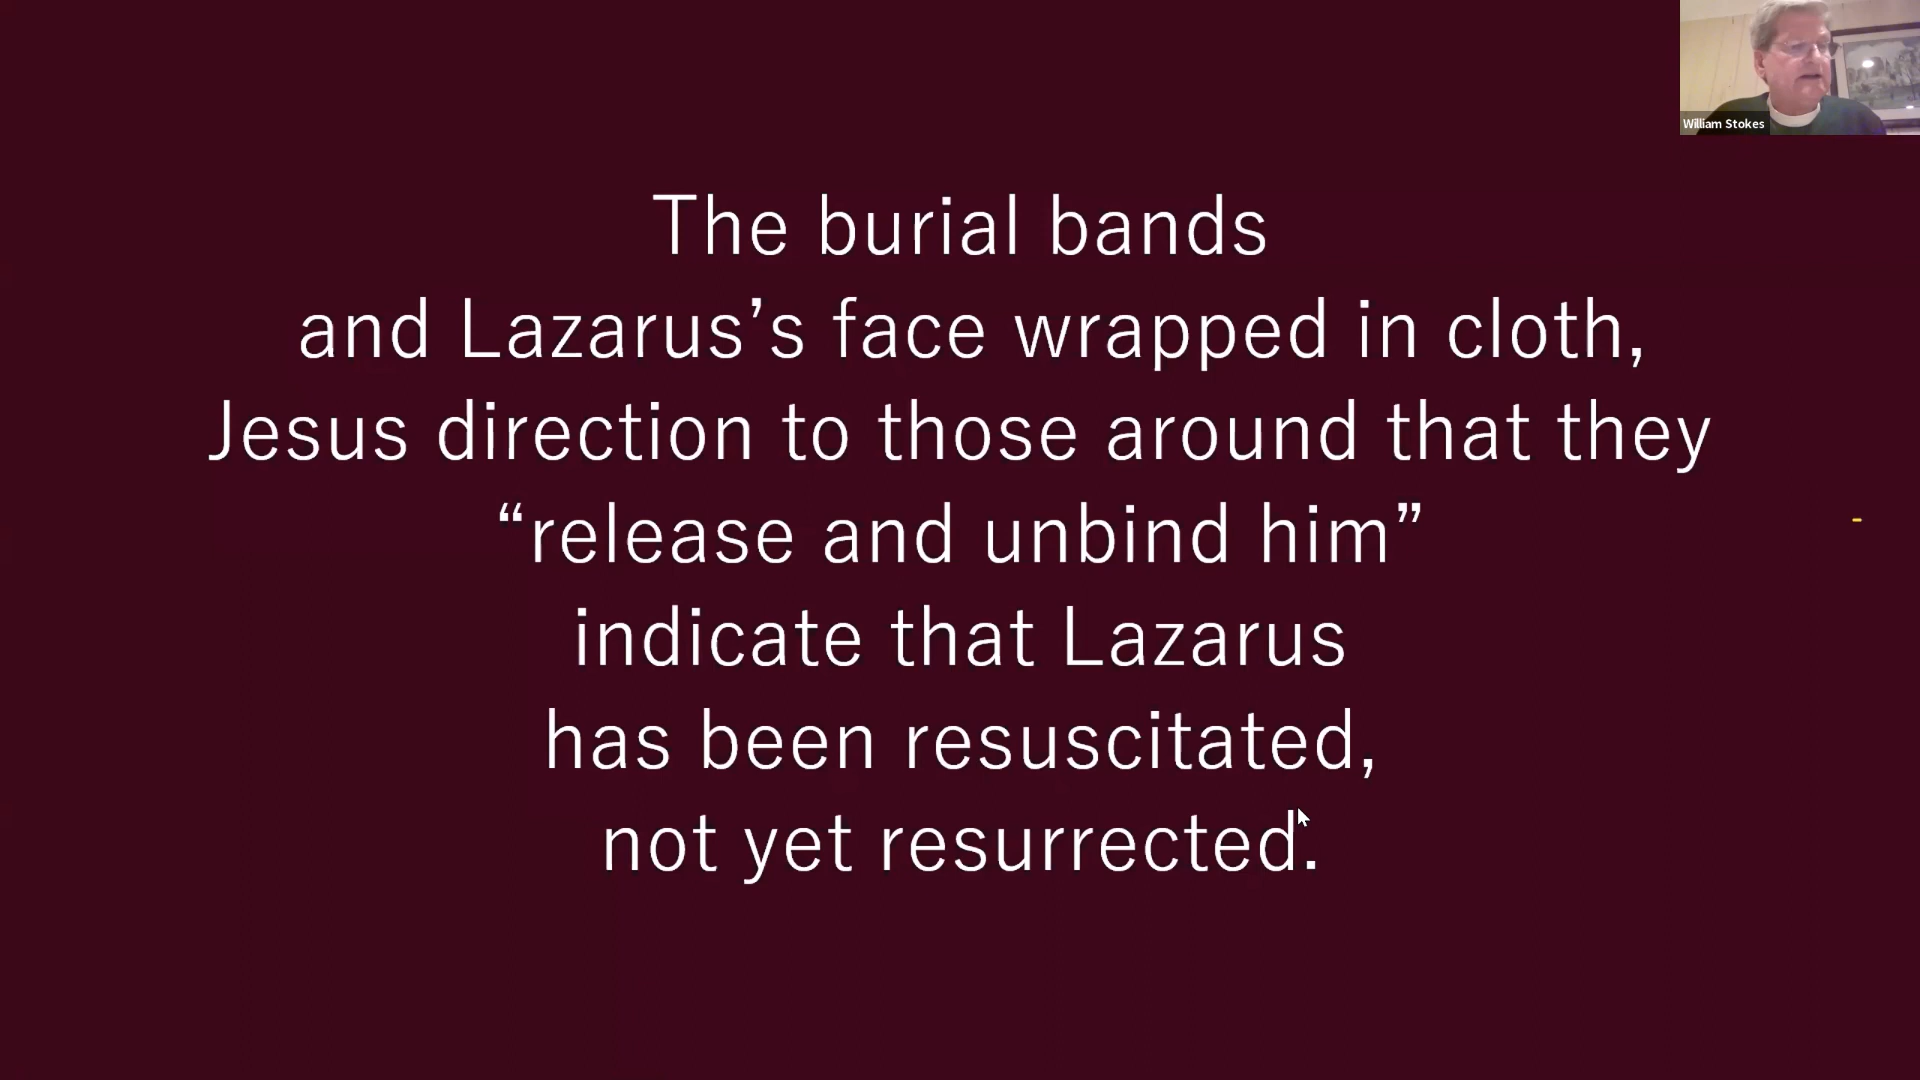 William Stokes
The burial bands
and Lazarus’s face wrapped in cloth,
Jesus direction to those around that they
“release and unbind him”
indicate that Lazarus
has been resuscitated,
not yet resurrected.